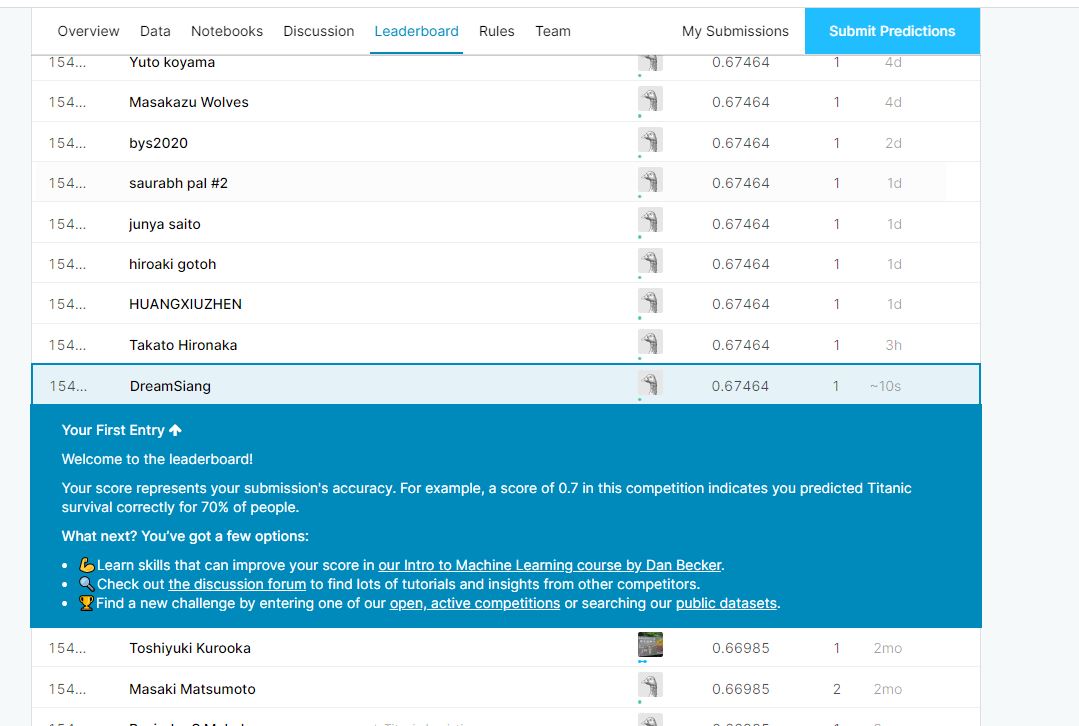 Overview Data Notebooks Discussion Leaderboard Rules Team My Submissions Submit Predictions
154... Yuto koyama 0.67464 1 4d
154... Masakazu Wolves 0.67464 1 4d
154... bys2020 0.67464 1 2d
154... saurabh pal #2 0.67464 1 1d
154... junya saito 0.67464 1 1d
154... hiroaki gotoh 0.67464 1 1d
154... HUANGXIUZHEN 0.67464 1 1d
154... Takato Hironaka 0.67464 1 3h
154... DreamSiang 0.67464 1 ~10s
Your First Entry ↑
Welcome to the leaderboard!
Your score represents your submission's accuracy. For example, a score of 0.7 in this competition indicates you predicted Titanic
survival correctly for 70% of people.
What next? You've got a few options:
• 💪Learn skills that can improve your score in our Intro to Machine Learning course by Dan Becker.
• 🔍Check out the discussion forum to find lots of tutorials and insights from other competitors.
• 🏆Find a new challenge by entering one of our open, active competitions or searching our public datasets.
154... Toshiyuki Kurooka 0.66985 1 2mo
154... Masaki Matsumoto 0.66985 2 2mo